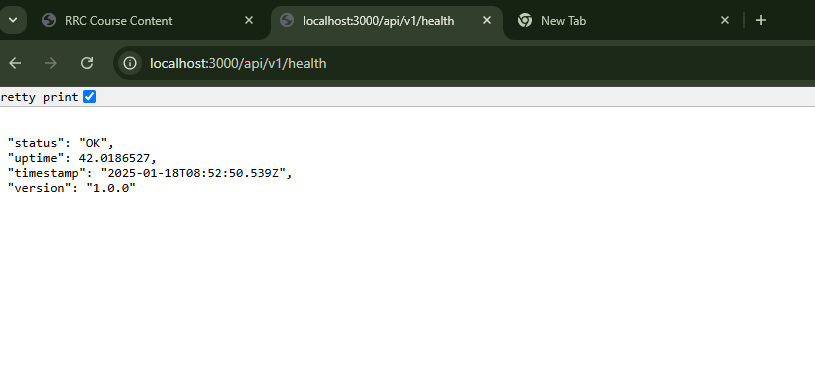 RRC Course Content
localhost:3000/api/v1/health
New Tab
localhost:3000/api/v1/health
retty print
"status": "OK",
"uptime": 42.0186527,
"timestamp": "2025-01-18T08:52:50.539Z",
"version": "1.0.0"